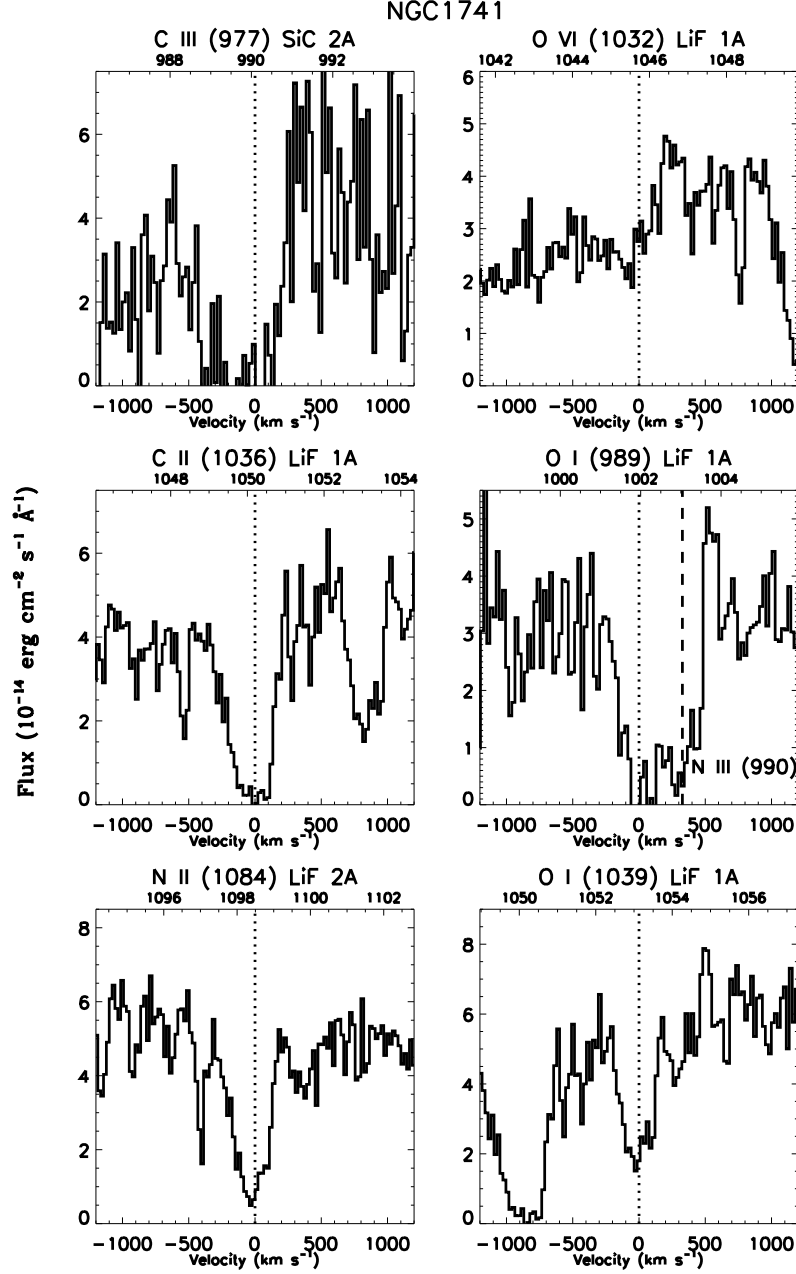 NGC1741
C III (977) SiC 2A
988 990 992
6
4
2
0
−1000 −500 0 500 1000
Velocity (km s⁻¹)
O VI (1032) LiF 1A
1042 1044 1046 1048
6
5
4
3
2
1
0
−1000 −500 0 500 1000
Velocity (km s⁻¹)
Flux (10⁻¹⁴ erg cm⁻² s⁻¹ Å⁻¹)
C II (1036) LiF 1A
1048 1050 1052 1054
6
4
2
0
−1000 −500 0 500 1000
Velocity (km s⁻¹)
O I (989) LiF 1A
1000 1002 1004
5
4
3
2
1
0
N III (990)
−1000 −500 0 500 1000
Velocity (km s⁻¹)
N II (1084) LiF 2A
1096 1098 1100 1102
8
6
4
2
0
−1000 −500 0 500 1000
Velocity (km s⁻¹)
O I (1039) LiF 1A
1050 1052 1054 1056
8
6
4
2
0
−1000 −500 0 500 1000
Velocity (km s⁻¹)